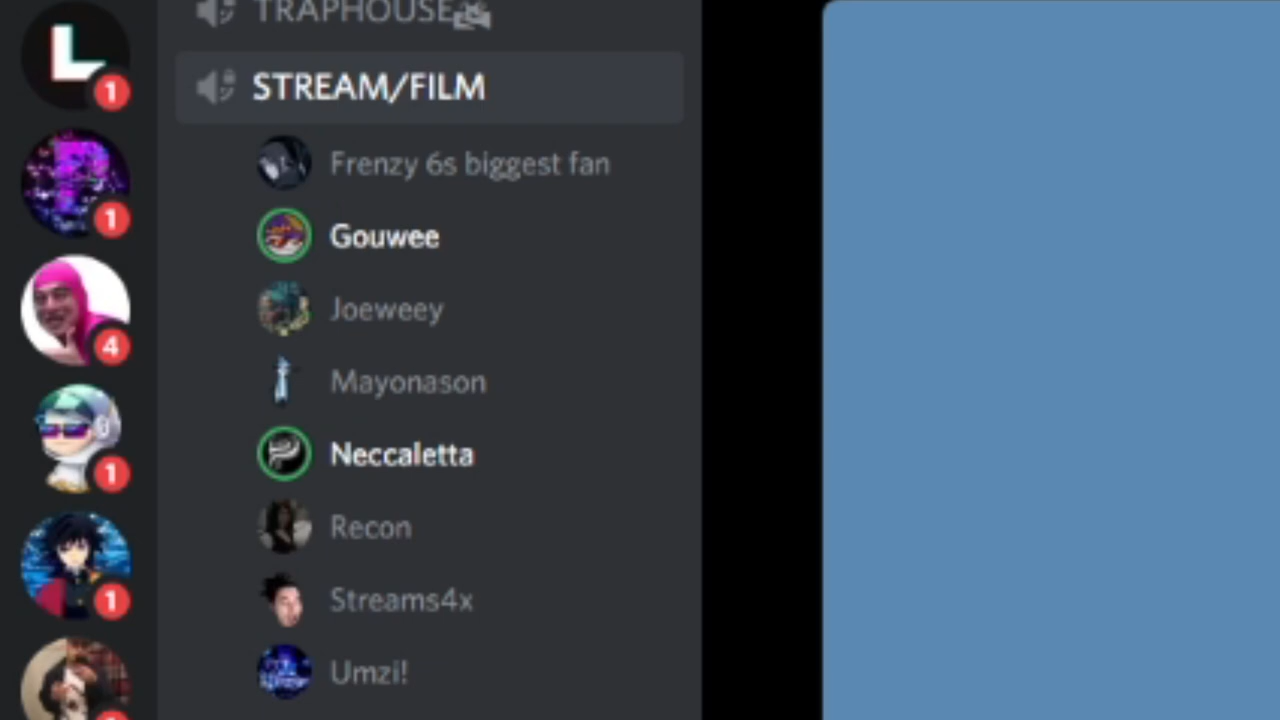 TRAPHOUSE
1
STREAM/FILM
1
Frenzy 6s biggest fan
Gouwee
Joeweey
4
Mayonason
Neccaletta
1
Recon
Streams4x
1
Umzi!